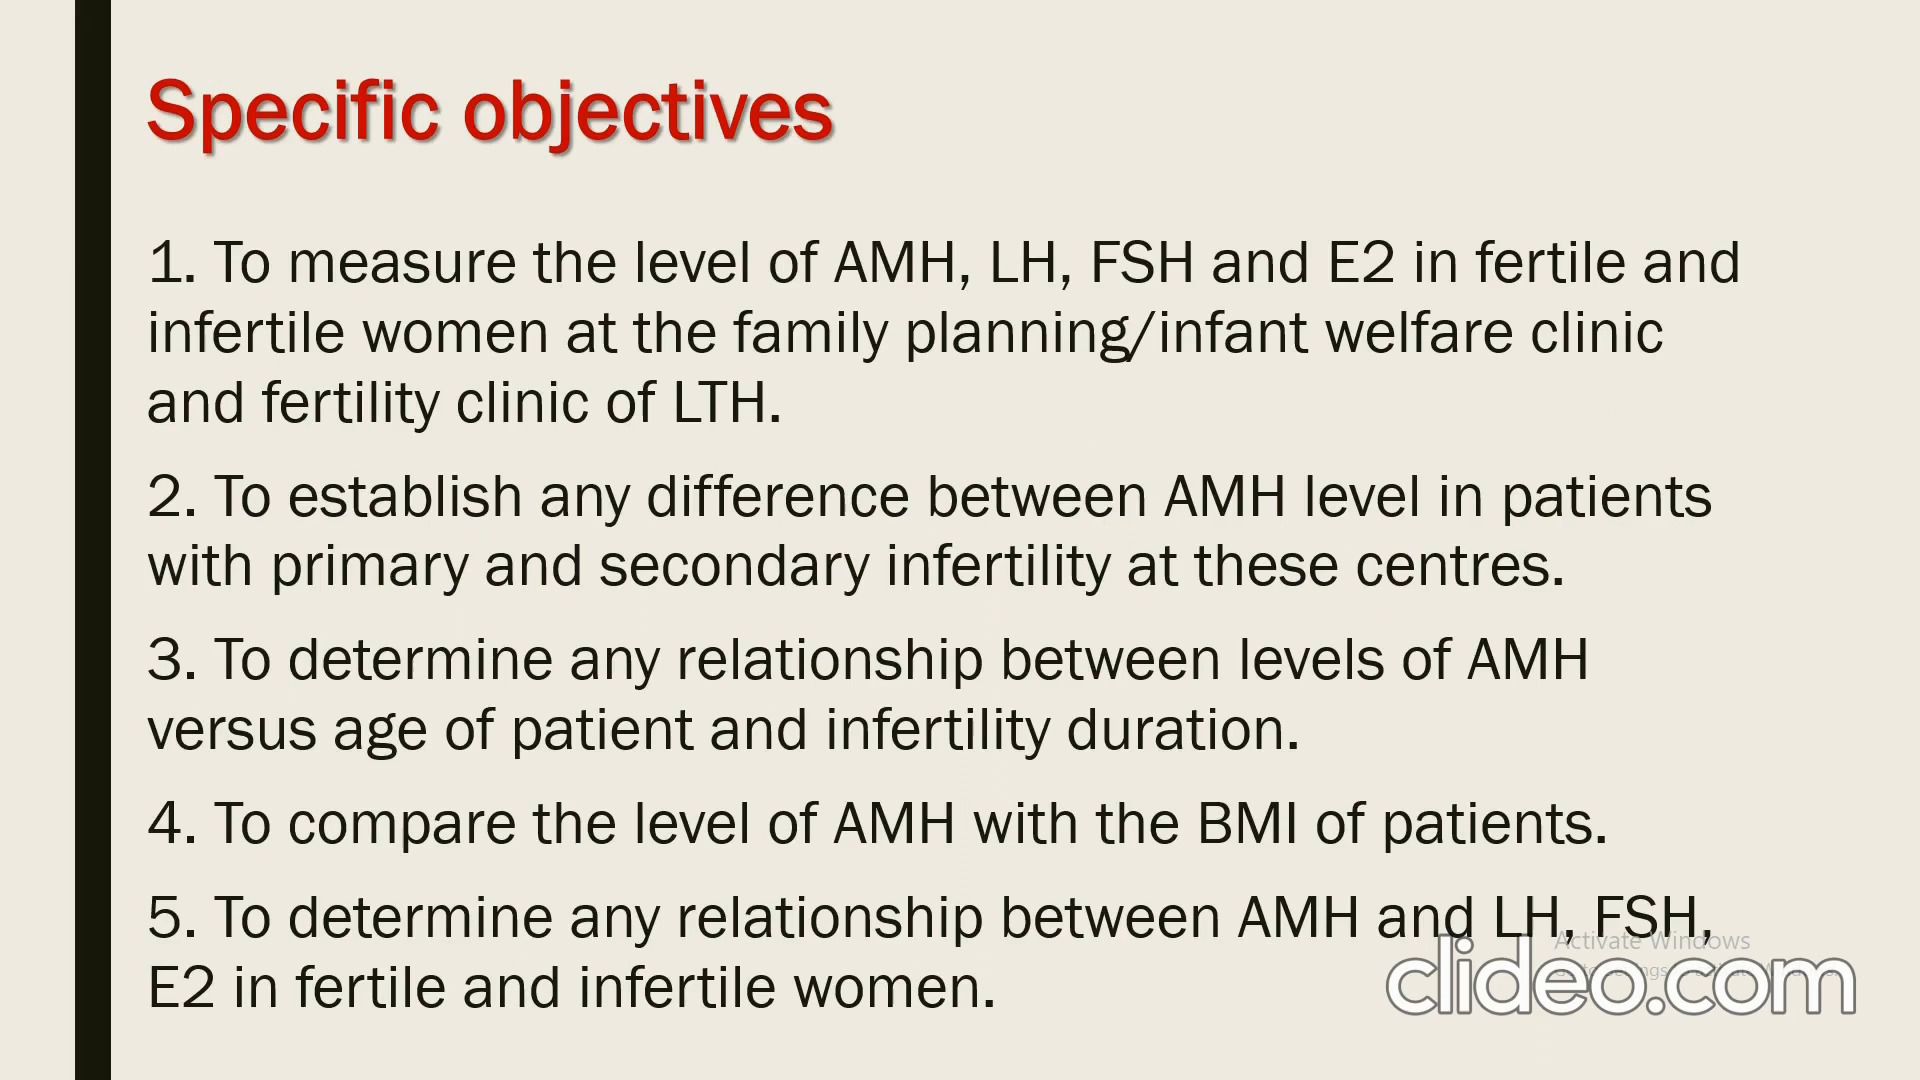 Specific objectives
1. To measure the level of AMH, LH, FSH and E2 in fertile and
infertile women at the family planning/infant welfare clinic
and fertility clinic of LTH.
2. To establish any difference between AMH level in patients
with primary and secondary infertility at these centres.
3. To determine any relationship between levels of AMH
versus age of patient and infertility duration.
4. To compare the level of AMH with the BMI of patients.
5. To determine any relationship between AMH and LH, FSH,
E2 in fertile and infertile women.
Activate Windows
clideo.com